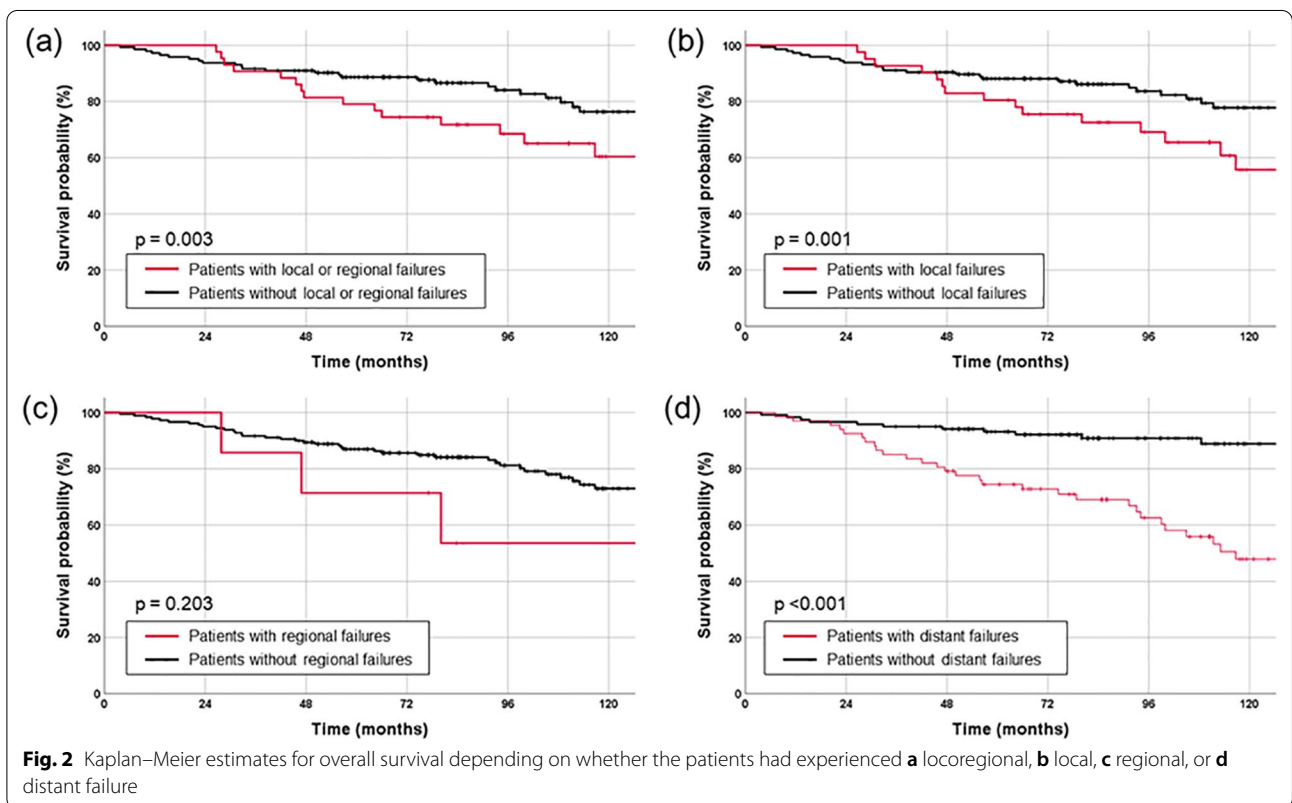 (a)
100
80
60
40
20
0
Survival probability (%)
p = 0.003
Patients with local or regional failures
Patients without local or regional failures
0 24 48 72 96 120
Time (months)
(b)
100
80
60
40
20
0
Survival probability (%)
p = 0.001
Patients with local failures
Patients without local failures
0 24 48 72 96 120
Time (months)
(c)
100
80
60
40
20
0
Survival probability (%)
p = 0.203
Patients with regional failures
Patients without regional failures
0 24 48 72 96 120
Time (months)
(d)
100
80
60
40
20
0
Survival probability (%)
p <0.001
Patients with distant failures
Patients without distant failures
0 24 48 72 96 120
Time (months)
Fig. 2 Kaplan–Meier estimates for overall survival depending on whether the patients had experienced a locoregional, b local, c regional, or d
distant failure